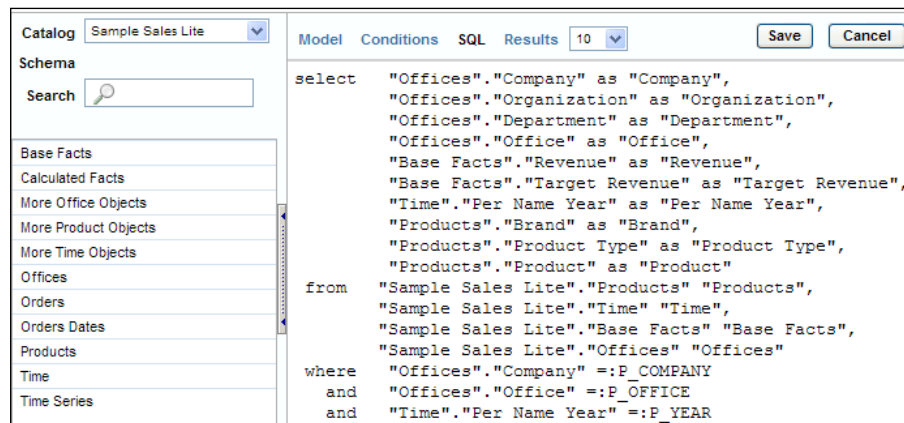 Catalog Sample Sales Lite
Schema
Search
Base Facts
Calculated Facts
More Office Objects
More Product Objects
More Time Objects
Offices
Orders
Orders Dates
Products
Time
Time Series
Model Conditions SQL Results 10 Save Cancel
select "Offices"."Company" as "Company",
"Offices"."Organization" as "Organization",
"Offices"."Department" as "Department",
"Offices"."Office" as "Office",
"Base Facts"."Revenue" as "Revenue",
"Base Facts"."Target Revenue" as "Target Revenue",
"Time"."Per Name Year" as "Per Name Year",
"Products"."Brand" as "Brand",
"Products"."Product Type" as "Product Type",
"Products"."Product" as "Product"
from "Sample Sales Lite"."Products" "Products",
"Sample Sales Lite"."Time" "Time",
"Sample Sales Lite"."Base Facts" "Base Facts",
"Sample Sales Lite"."Offices" "Offices"
where "Offices"."Company" =:P_COMPANY
and "Offices"."Office" =:P_OFFICE
and "Time"."Per Name Year" =:P_YEAR